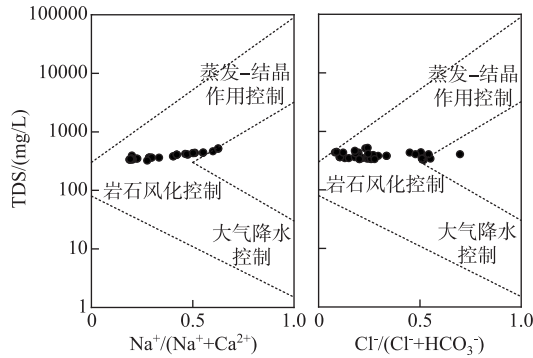 TDS/(mg/L)
100000
10000
1000
100
10
1
蒸发–结晶
作用控制
岩石风化控制
大气降水
控制
0
0.5
1.0
Na⁺/(Na⁺+Ca²⁺)
蒸发–结晶
作用控制
岩石风化控制
大气降水
控制
0
0.5
1.0
Cl⁻/(Cl⁻+HCO₃⁻)